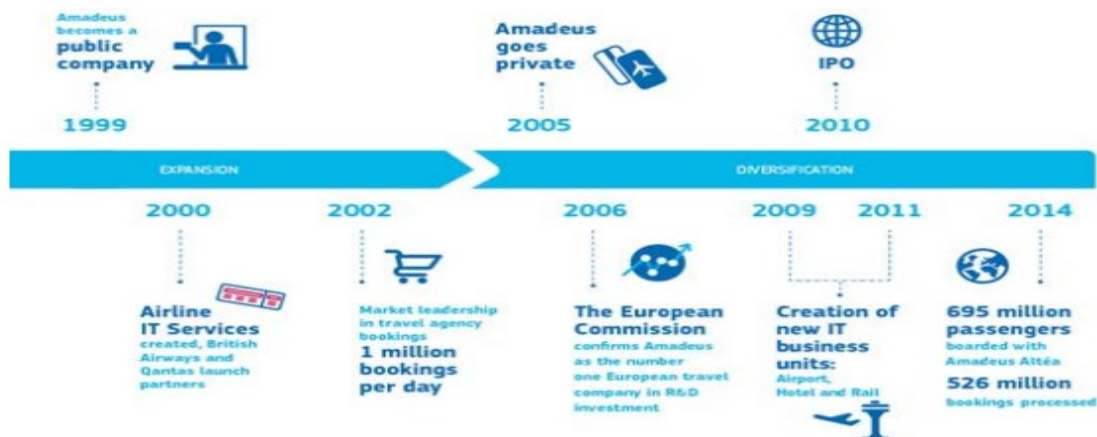 Amadeus
becomes a
public
company
Amadeus
goes
private
IPO
1999
2005
2010
EXPANSION
DIVERSIFICATION
2000
2002
2006
2009
2011
2014
Airline
IT Services
created, British
Airways and
Qantas launch
partners
Market leadership
in travel agency
bookings
1 million
bookings
per day
The European
Commission
confirms Amadeus
as the number
one European travel
company in R&D
investment
Creation of
new IT
business
units:
Airport,
Hotel and Rail
695 million
passengers
boarded with
Amadeus Altéa
526 million
bookings processed